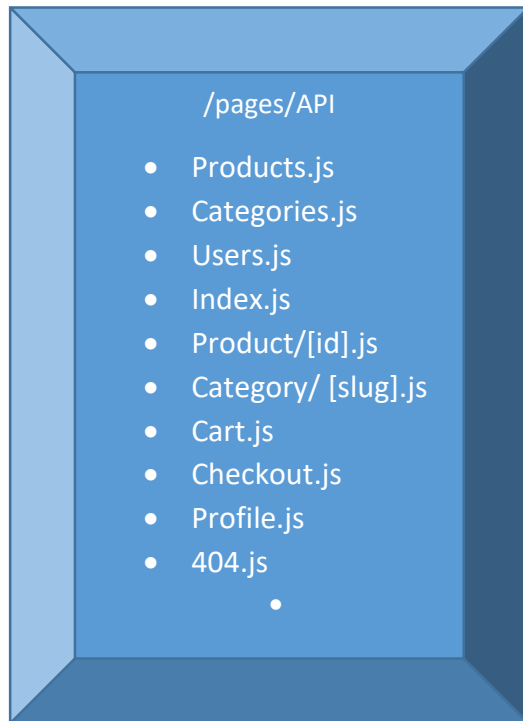 /pages/API
• Products.js
• Categories.js
• Users.js
• Index.js
• Product/[id].js
• Category/ [slug].js
• Cart.js
• Checkout.js
• Profile.js
• 404.js
•